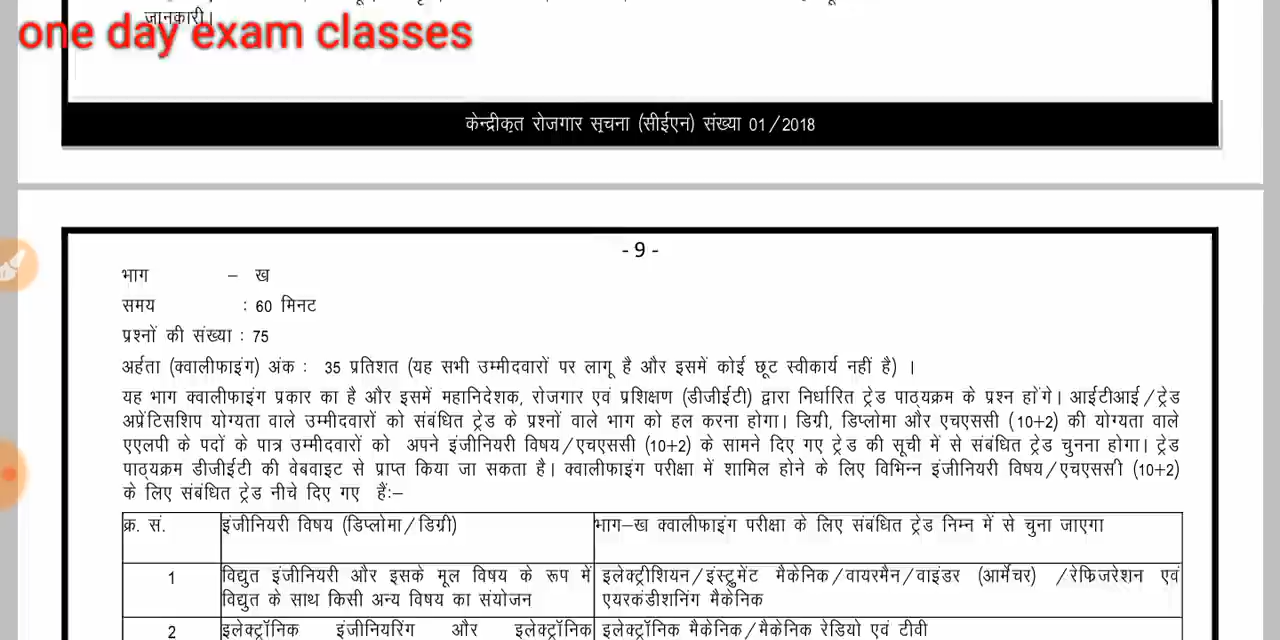 जानकारी।
one day exam classes
केन्द्रीकृत रोजगार सूचना (सीईएन) संख्या 01/2018
- 9 -
भाग – ख
समय : 60 मिनट
प्रश्नों की संख्या : 75
अर्हता (क्वालीफाइंग) अंक : 35 प्रतिशत (यह सभी उम्मीदवारों पर लागू है और इसमें कोई छूट स्वीकार्य नहीं है) ।
यह भाग क्वालीफाइंग प्रकार का है और इसमें महानिदेशक, रोजगार एवं प्रशिक्षण (डीजीईटी) द्वारा निर्धारित ट्रेड पाठ्यक्रम के प्रश्न होंगे। आईटीआई/ट्रेड
अप्रेंटिसशिप योग्यता वाले उम्मीदवारों को संबंधित ट्रेड के प्रश्नों वाले भाग को हल करना होगा। डिग्री, डिप्लोमा और एचएससी (10+2) की योग्यता वाले
एएलपी के पदों के पात्र उम्मीदवारों को अपने इंजीनियरी विषय/एचएससी (10+2) के सामने दिए गए ट्रेड की सूची में से संबंधित ट्रेड चुनना होगा। ट्रेड
पाठ्यक्रम डीजीईटी की वेबवाइट से प्राप्त किया जा सकता है। क्वालीफाइंग परीक्षा में शामिल होने के लिए विभिन्न इंजीनियरी विषय/एचएससी (10+2)
के लिए संबंधित ट्रेड नीचे दिए गए हैं:–
क्र. सं. इंजीनियरी विषय (डिप्लोमा/डिग्री) भाग–ख क्वालीफाइंग परीक्षा के लिए संबंधित ट्रेड निम्न में से चुना जाएगा
1 विद्युत इंजीनियरी और इसके मूल विषय के रूप में इलेक्ट्रीशियन/इंस्ट्रुमेंट मैकेनिक/वायरमैन/वाइंडर (आर्मेचर) /रेफिजरेशन एवं
विद्युत के साथ किसी अन्य विषय का संयोजन एयरकंडीशनिंग मैकेनिक
2 इलेक्ट्रॉनिक इंजीनियरिंग और इलेक्ट्रॉनिक इलेक्ट्रॉनिक मैकेनिक/मैकेनिक रेडियो एवं टीवी